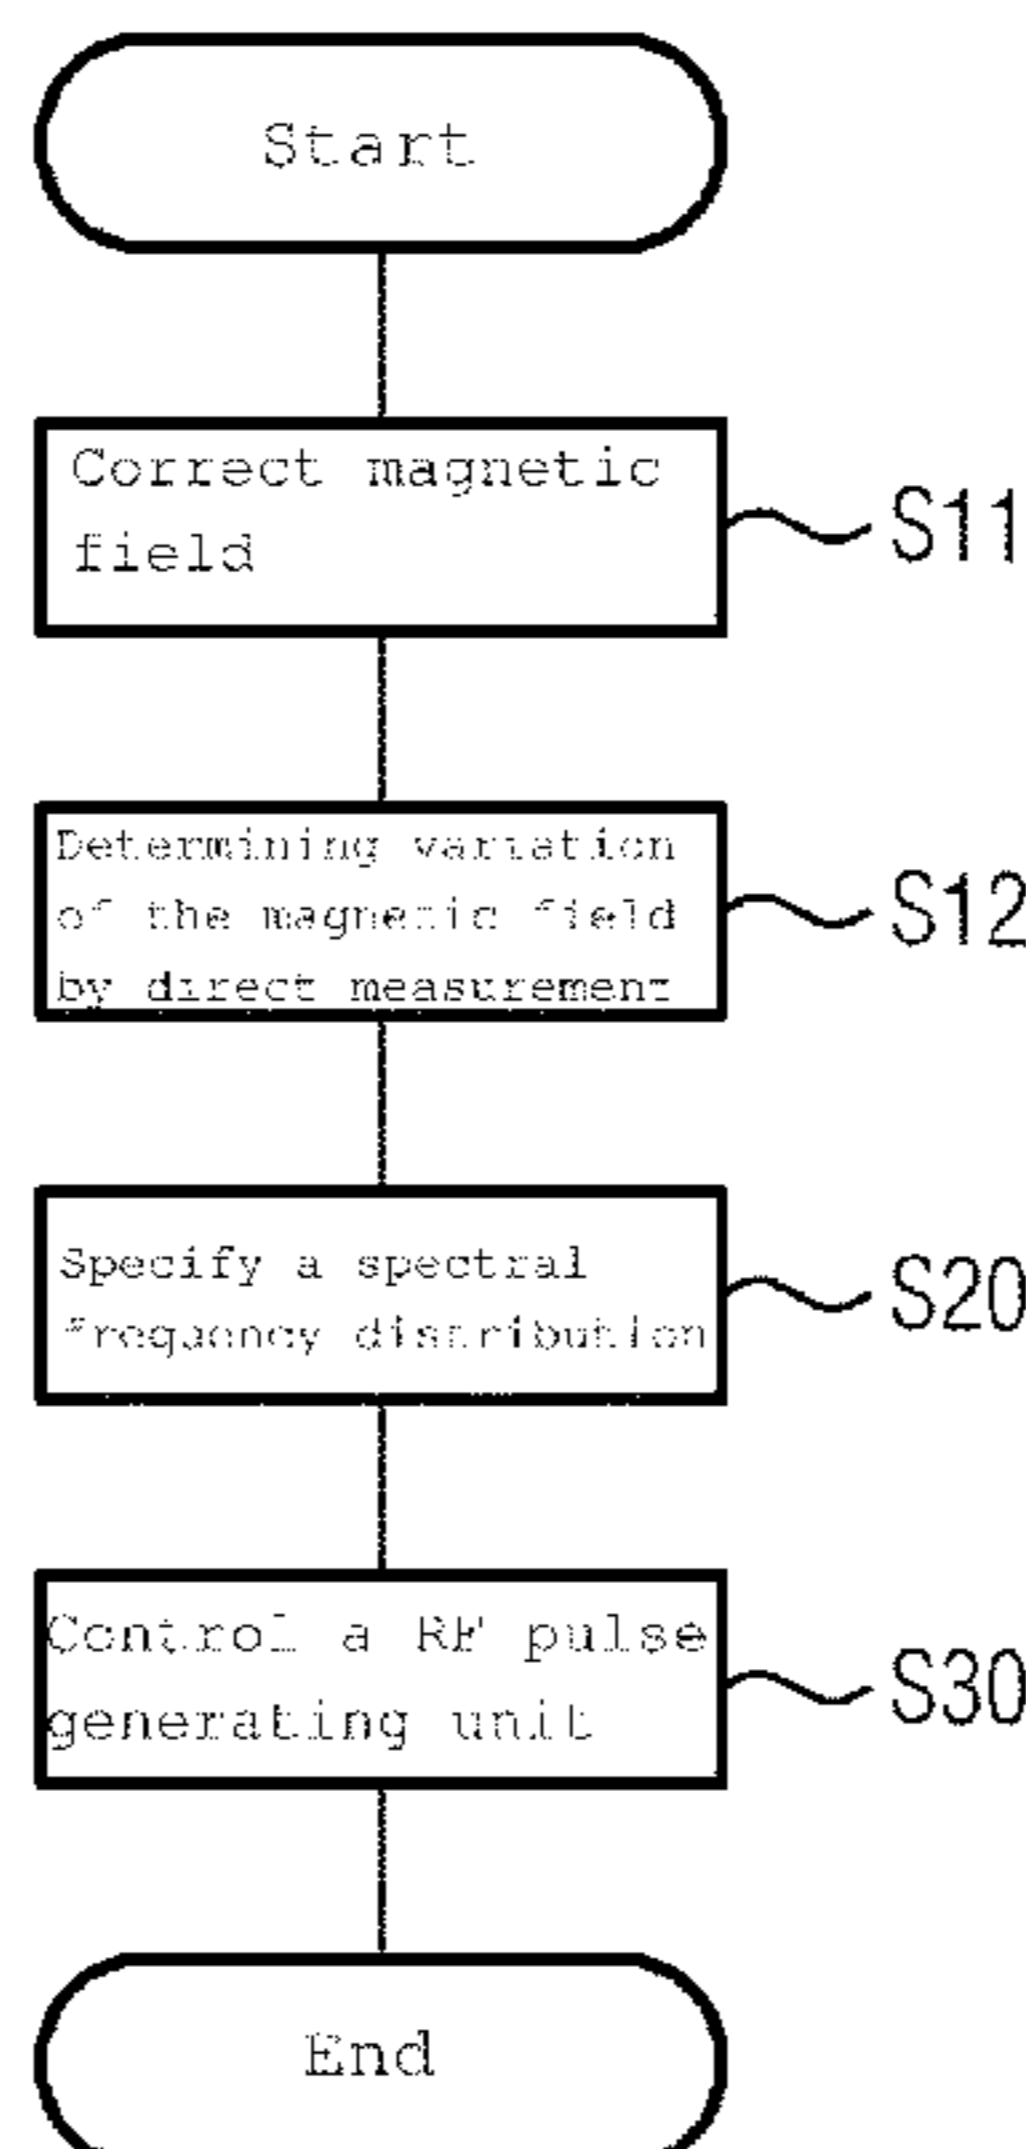 Start
Correct magnetic
field
S11
Determining variation
of the magnetic field
by direct measurement
S12
Specify a spectral
frequency distribution
S20
Control a RF pulse
generating unit
S30
End